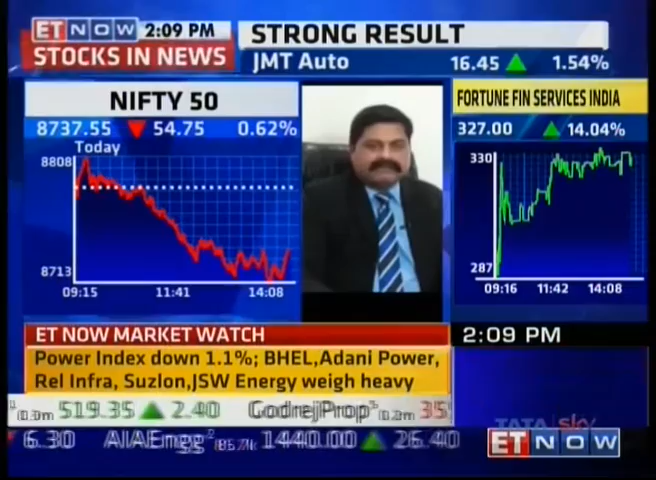 ET NOW 2:09 PM
STOCKS IN NEWS
STRONG RESULT
JMT Auto 16.45 1.54%
NIFTY 50
8737.55 54.75 0.62%
Today
8808
8713
09:15 11:41 14:08
FORTUNE FIN SERVICES INDIA
327.00 14.04%
330
287
09:16 11:42 14:08
ET NOW MARKET WATCH
Power Index down 1.1%; BHEL,Adani Power,
Rel Infra, Suzlon,JSW Energy weigh heavy
2:09 PM
519.35 2.40 GodrejProp 35
TATA sky
6.30 AIAEngg 1440.00 26.40
ET NOW